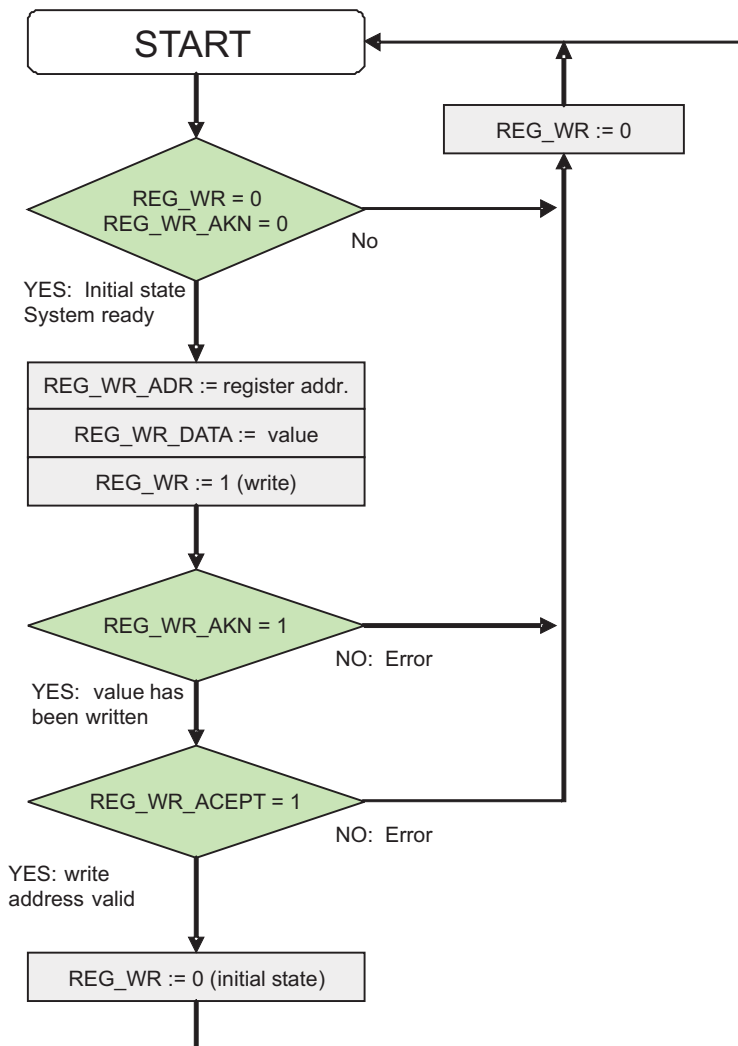 START
REG_WR := 0
REG_WR = 0
REG_WR_AKN = 0
No
YES: Initial state
System ready
REG_WR_ADR := register addr.
REG_WR_DATA := value
REG_WR := 1 (write)
REG_WR_AKN = 1
NO: Error
YES: value has
been written
REG_WR_ACEPT = 1
NO: Error
YES: write
address valid
REG_WR := 0 (initial state)